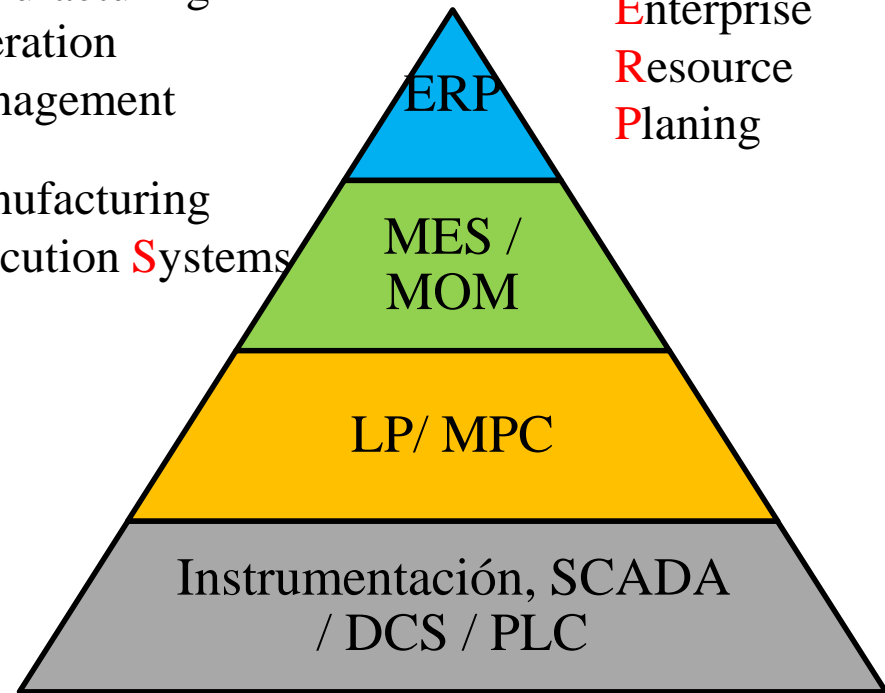 eration
nagement
nufacturing
cution Systems
Enterprise
Resource
Planing
ERP
MES /
MOM
LP/ MPC
Instrumentación, SCADA
/ DCS / PLC